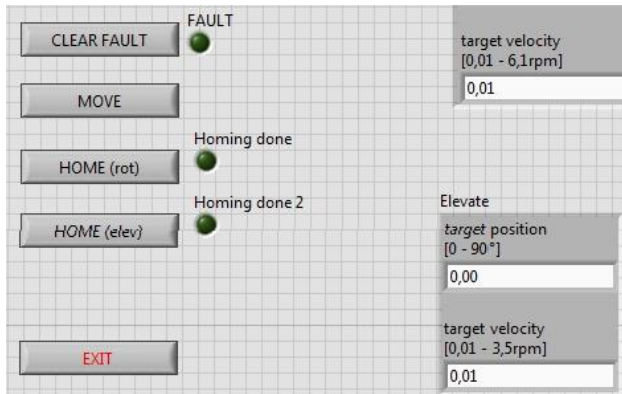 CLEAR FAULT
FAULT
MOVE
HOME (rot)
Homing done
HOME (elev)
Homing done 2
EXIT
target velocity
[0,01 - 6,1rpm]
0,01
Elevate
target position
[0 - 90°]
0,00
target velocity
[0,01 - 3,5rpm]
0,01